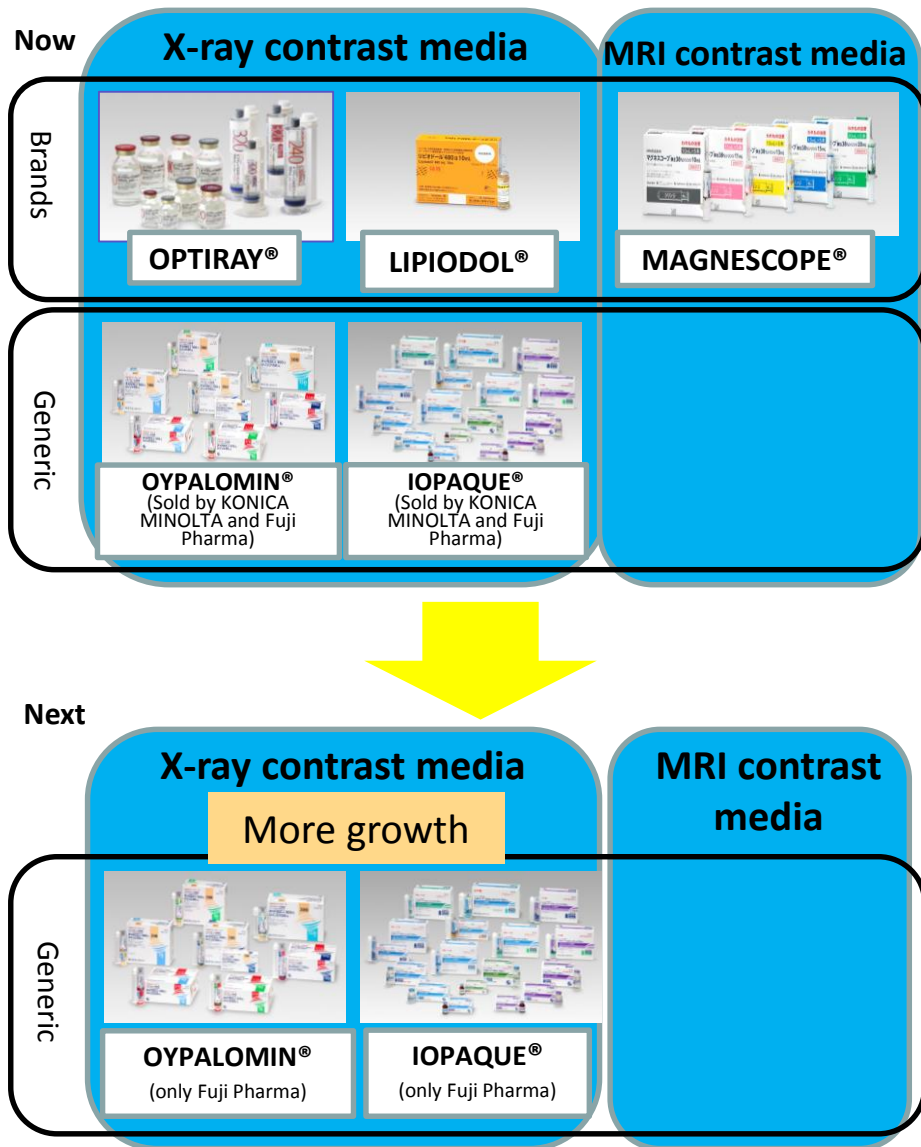 Now
X-ray contrast media
MRI contrast media
Brands
OPTIRAY®
LIPIODOL®
MAGNESCOPE®
Generic
OYPALOMIN®
(Sold by KONICA
MINOLTA and Fuji
Pharma)
IOPAQUE®
(Sold by KONICA
MINOLTA and Fuji
Pharma)
Next
X-ray contrast media
MRI contrast
media
More growth
Generic
OYPALOMIN®
(only Fuji Pharma)
IOPAQUE®
(only Fuji Pharma)